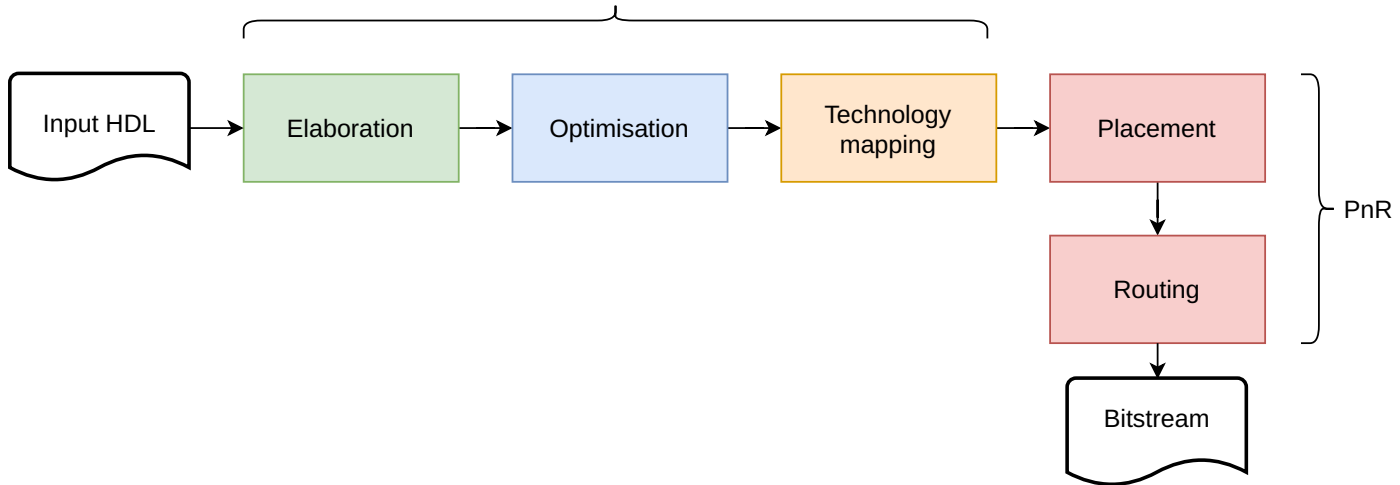 Input HDL
Elaboration
Optimisation
Technology
mapping
Placement
PnR
Routing
Bitstream